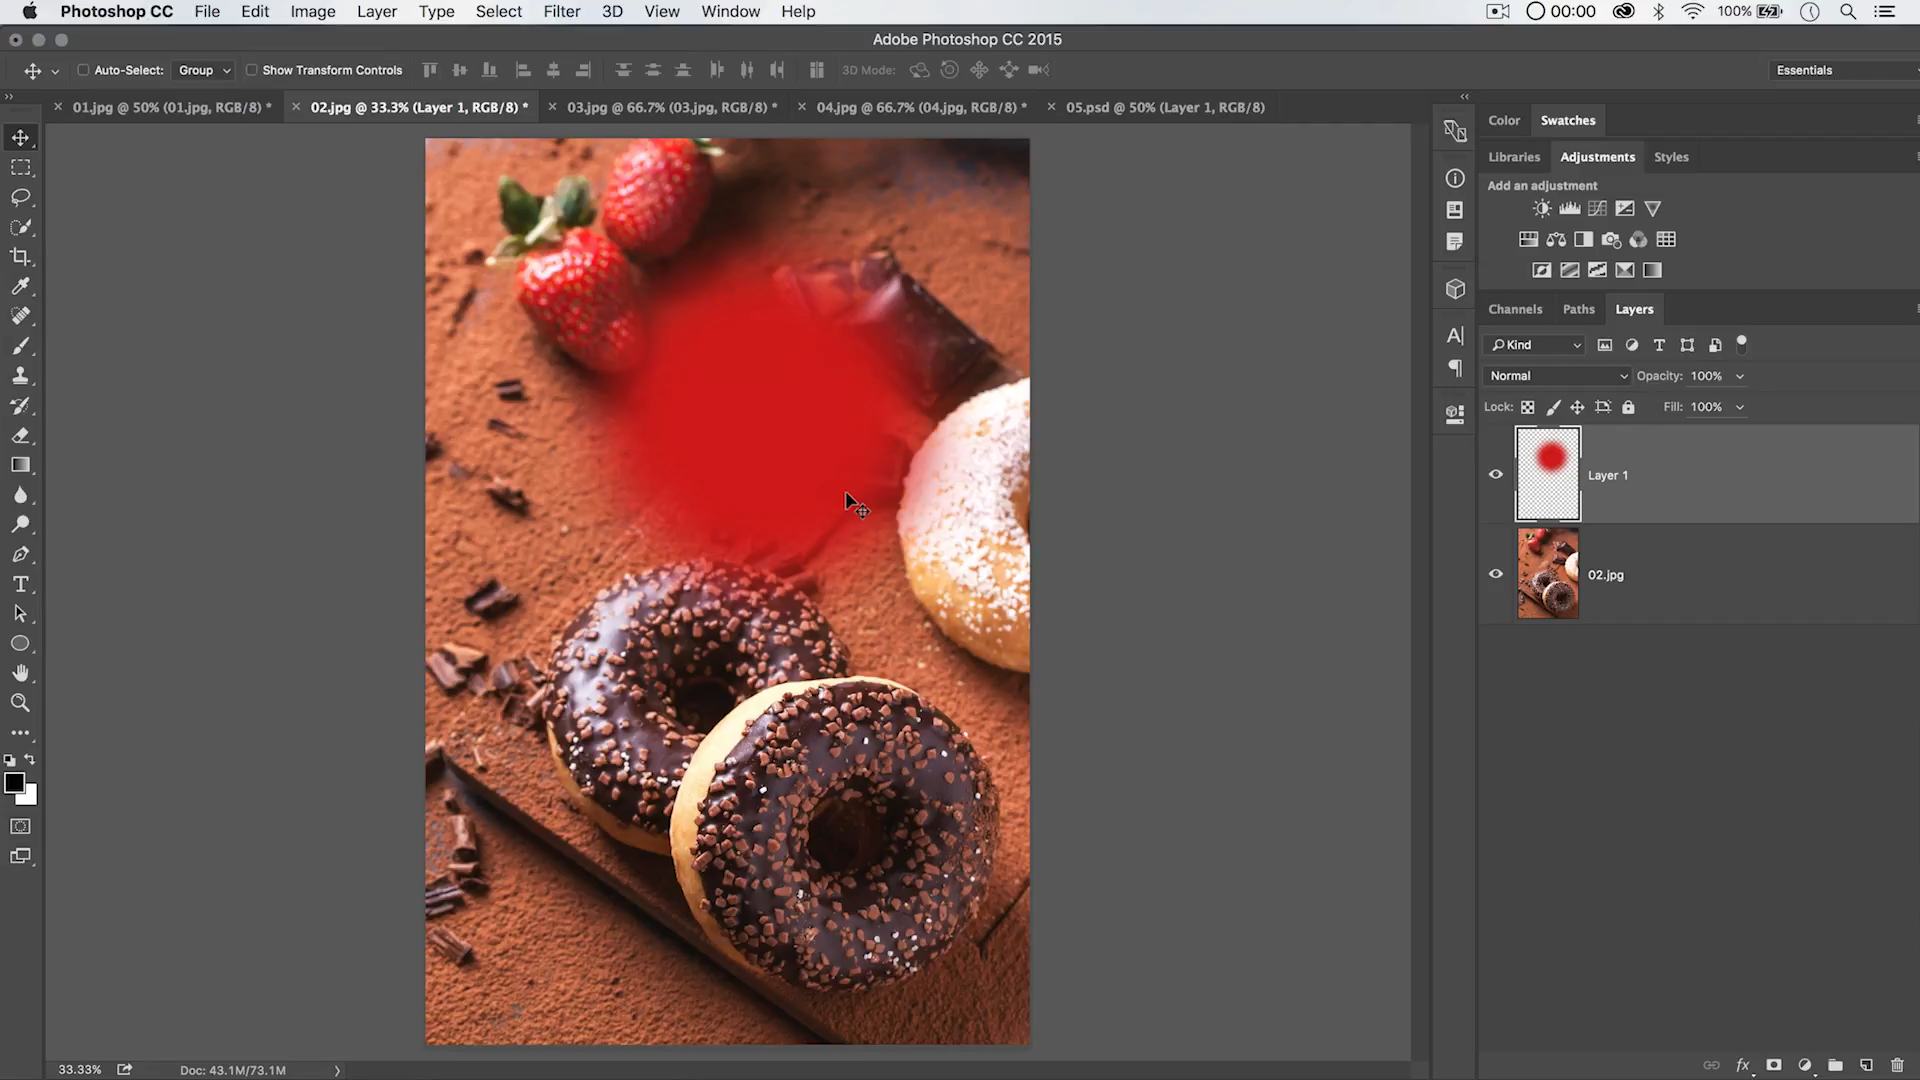 Photoshop CC File Edit Image Layer Type Select Filter 3D View Window Help 00:00 100%
Adobe Photoshop CC 2015
Auto-Select: Group Show Transform Controls 3D Mode: Essentials
01.jpg @ 50% (01.jpg, RGB/8) * 02.jpg @ 33.3% (Layer 1, RGB/8) * 03.jpg @ 66.7% (03.jpg, RGB/8) * 04.jpg @ 66.7% (04.jpg, RGB/8) * 05.psd @ 50% (Layer 1, RGB/8)
Color Swatches
Libraries Adjustments Styles
Add an adjustment
Channels Paths Layers
Kind
Normal Opacity: 100%
Lock: Fill: 100%
Layer 1
02.jpg
33.33% Doc: 43.1M/73.1M